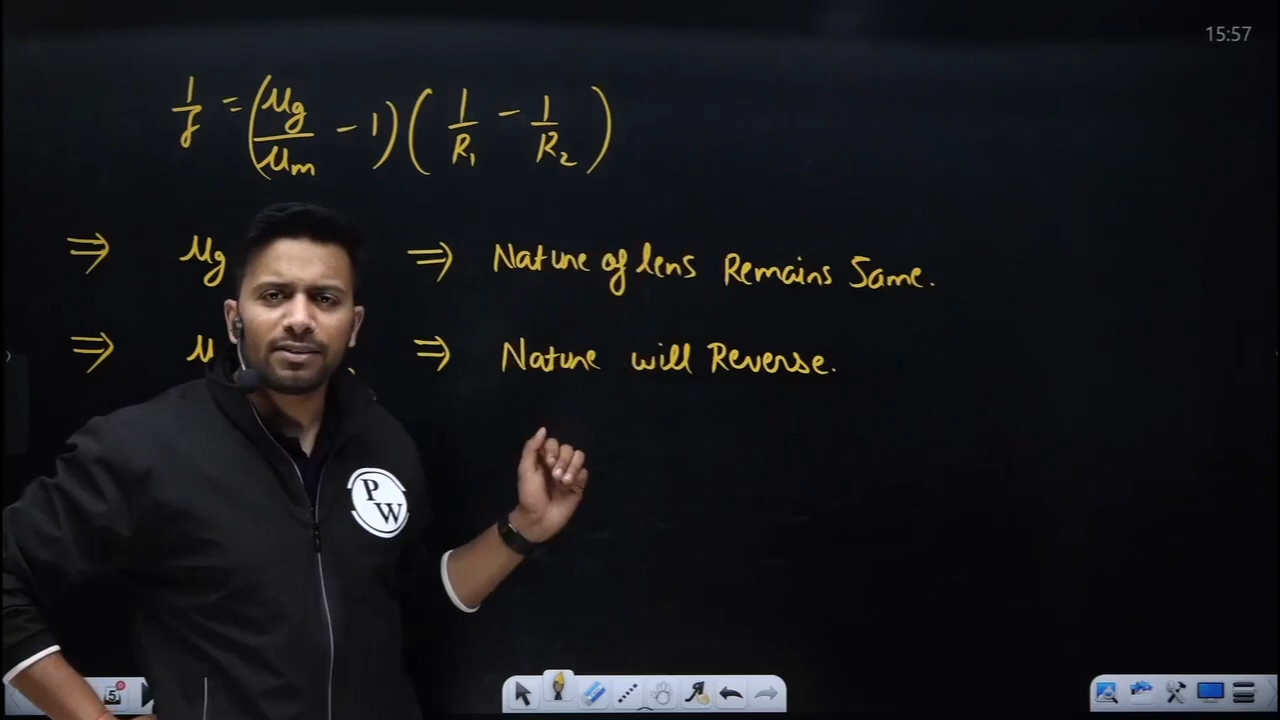 15:57
1/f = (μg/μm - 1)(1/R₁ - 1/R₂)
⇒ μg ⇒ Nature of lens Remains Same.
⇒ μ ⇒ Nature will Reverse.
P
W
5